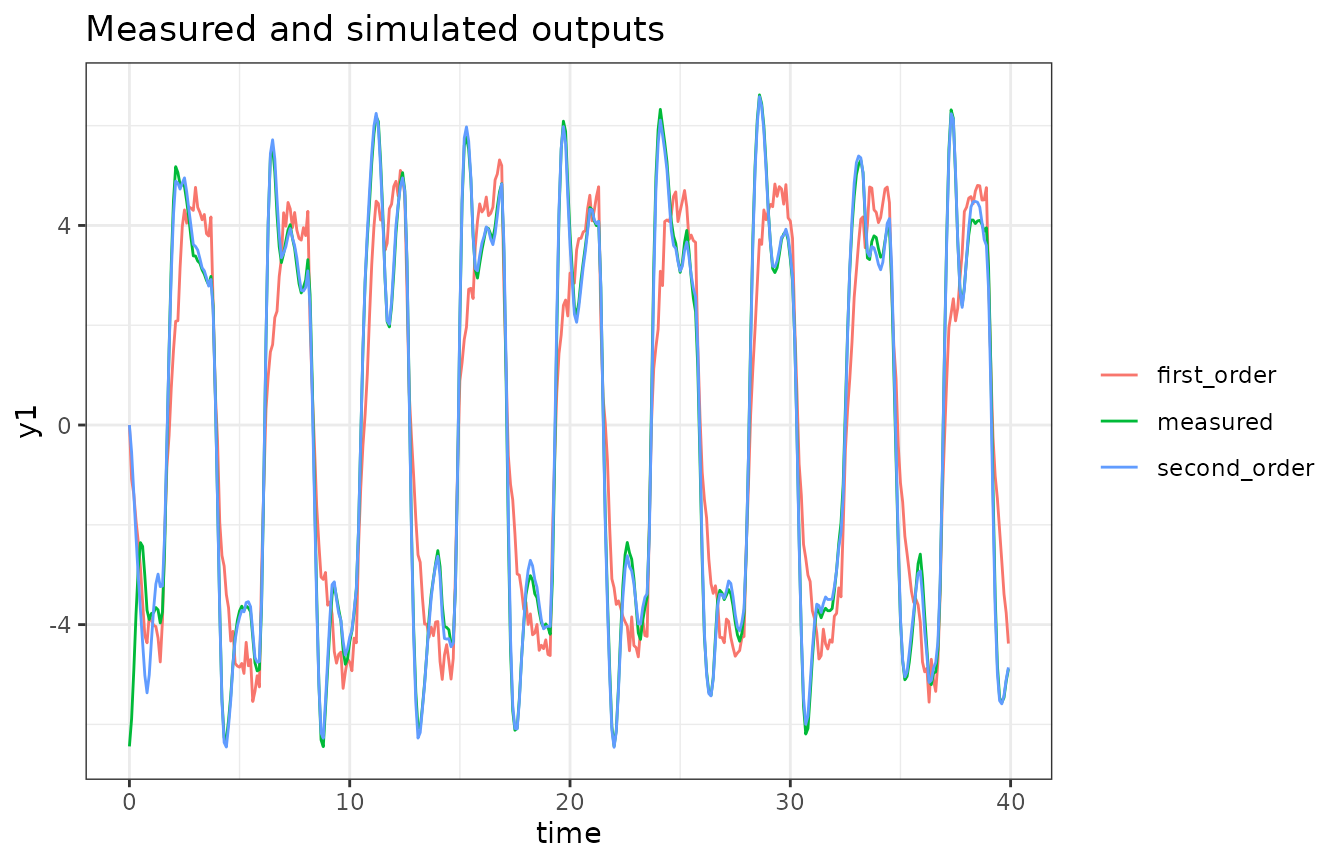 Measured and simulated outputs
y1
4
0
-4
0
10
20
30
40
time
first_order
measured
second_order